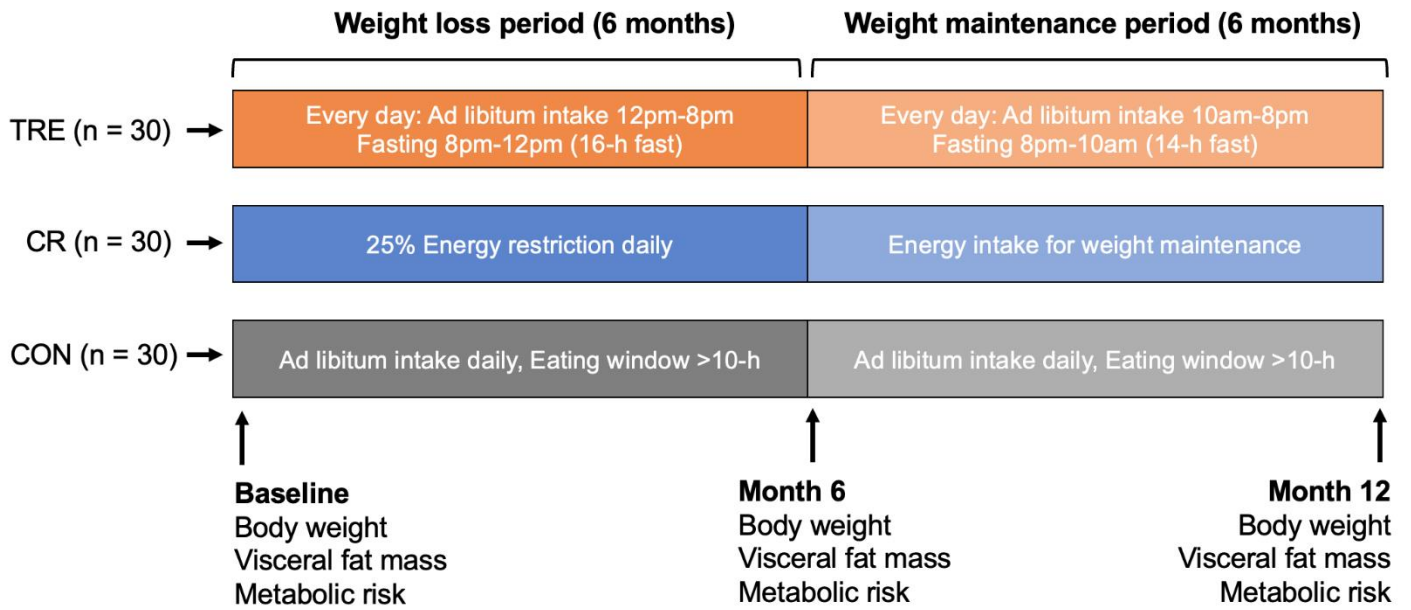 Weight loss period (6 months)
Weight maintenance period (6 months)
TRE (n = 30)
Every day: Ad libitum intake 12pm-8pm
Fasting 8pm-12pm (16-h fast)
Every day: Ad libitum intake 10am-8pm
Fasting 8pm-10am (14-h fast)
CR (n = 30)
25% Energy restriction daily
Energy intake for weight maintenance
CON (n = 30)
Ad libitum intake daily, Eating window >10-h
Ad libitum intake daily, Eating window >10-h
Baseline
Body weight
Visceral fat mass
Metabolic risk
Month 6
Body weight
Visceral fat mass
Metabolic risk
Month 12
Body weight
Visceral fat mass
Metabolic risk